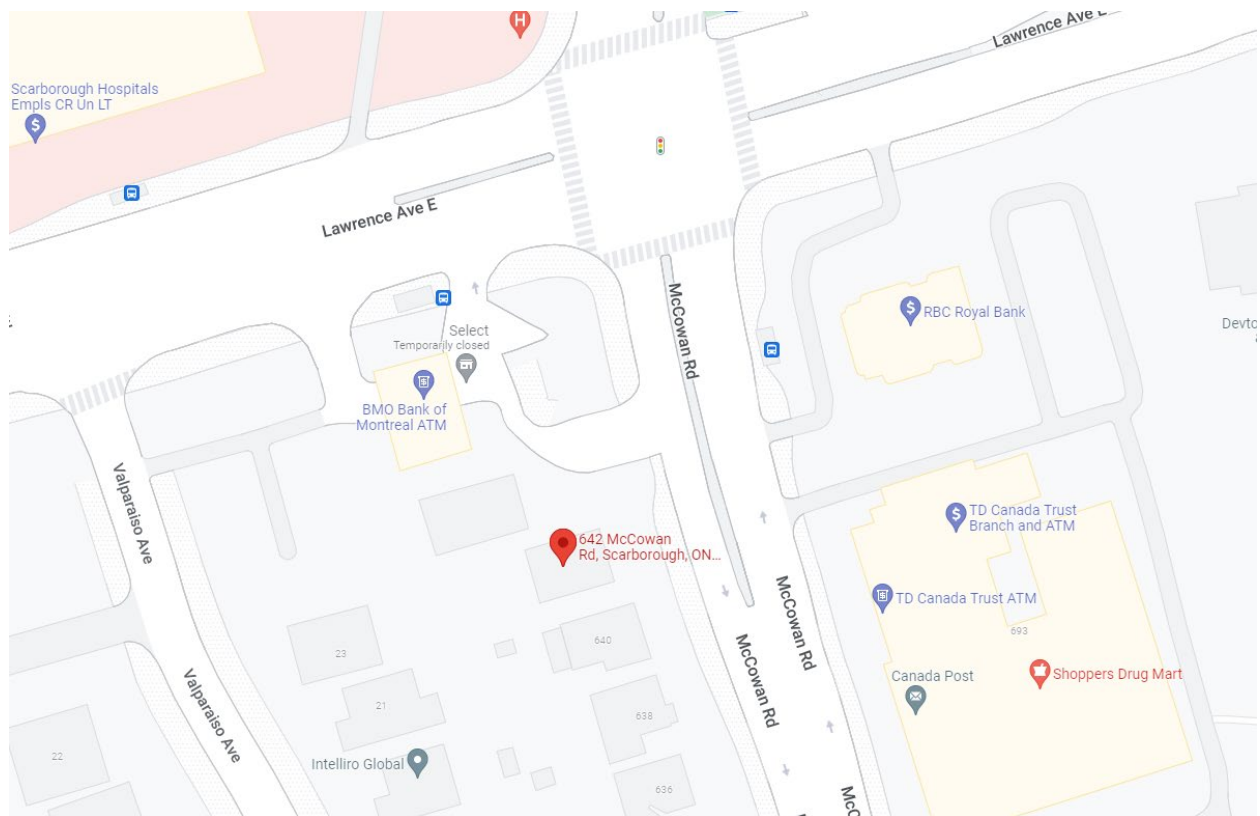 Lawrence Ave E
H
Scarborough Hospitals
Empls CR Un LT
$
Lawrence Ave E
McCowan Rd
$
RBC Royal Bank
Select
Temporarily closed
$
BMO Bank of
Montreal ATM
Valparaiso Ave
$
TD Canada Trust
Branch and ATM
642 McCowan
Rd, Scarborough, ON...
$
TD Canada Trust ATM
McCowan Rd
693
640
23
McCowan Rd
Canada Post
Shoppers Drug Mart
Valparaiso Ave
21
638
22
Intelliro Global
636